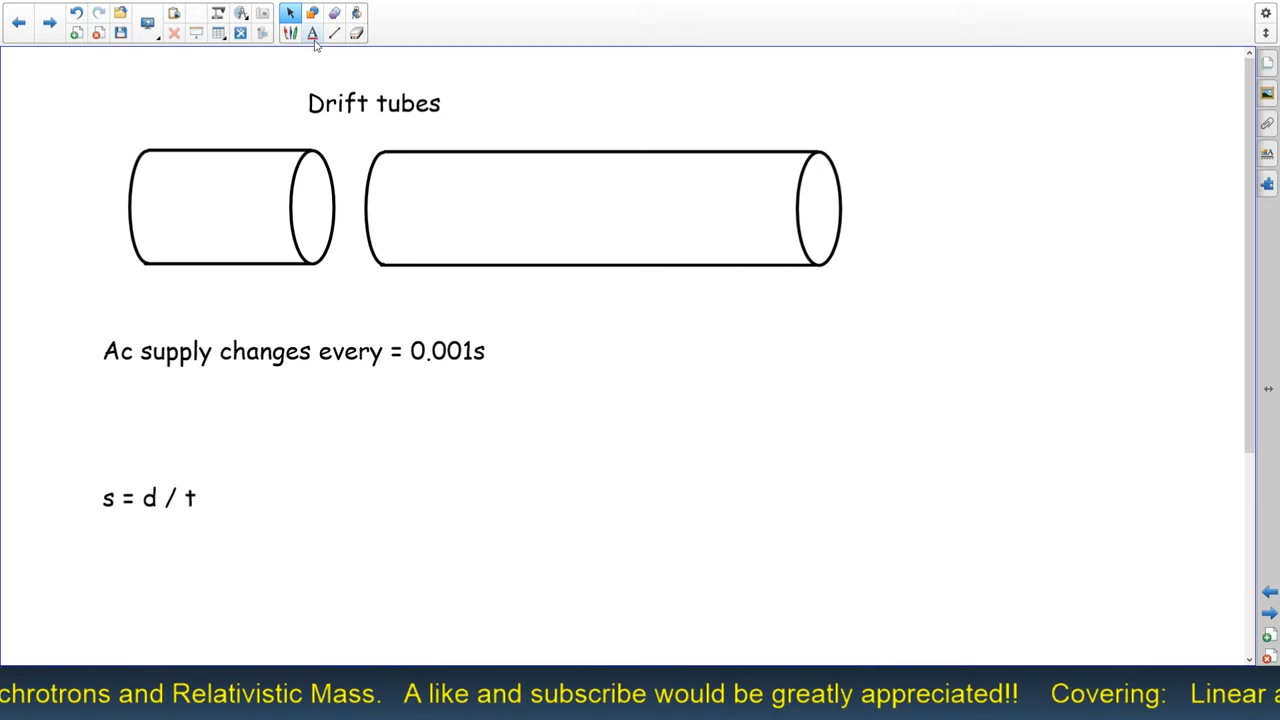 Drift tubes
Ac supply changes every = 0.001s
s = d / t
chrotrons and Relativistic Mass. A like and subscribe would be greatly appreciated!! Covering: Linear